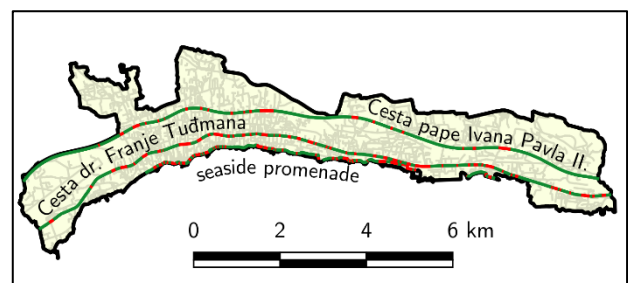 Cesta pape Ivana Pavla II.
Cesta dr. Franje Tuđmana
seaside promenade
0 2 4 6 km